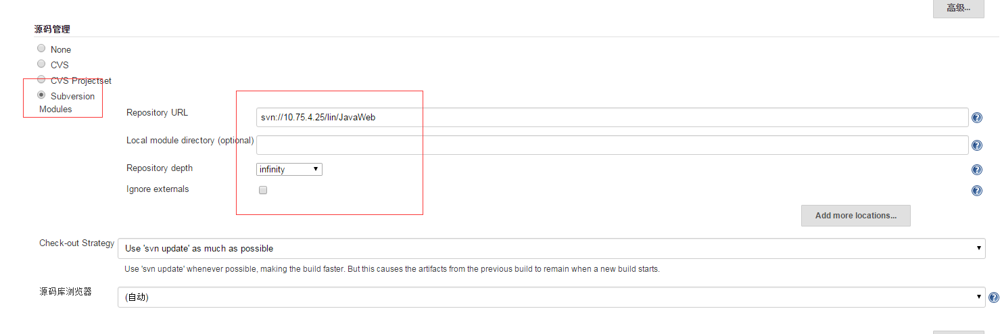 高级...
源码管理
None
CVS
CVS Projectset
Subversion
Modules
Repository URL
svn://10.75.4.25/lin/JavaWeb
Local module directory (optional)
Repository depth
infinity
Ignore externals
Add more locations...
Check-out Strategy
Use 'svn update' as much as possible
Use 'svn update' whenever possible, making the build faster. But this causes the artifacts from the previous build to remain when a new build starts.
源码库浏览器
(自动)